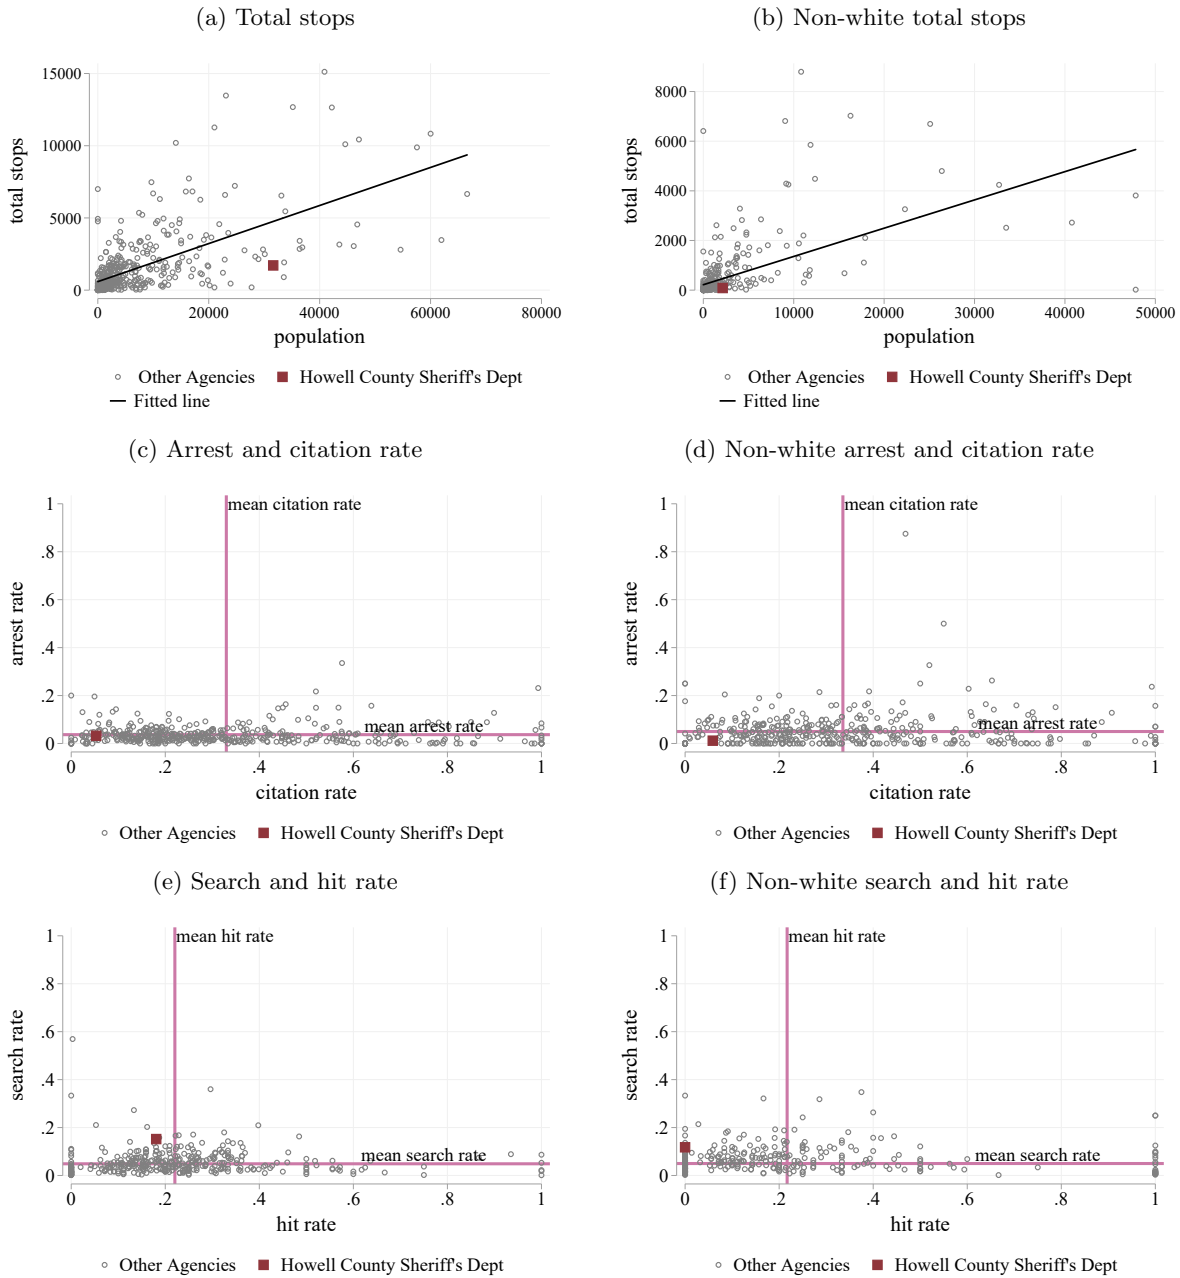 (a) Total stops
15000
10000
5000
0
total stops
0 20000 40000 60000 80000
population
Other Agencies Howell County Sheriff's Dept
Fitted line
(b) Non-white total stops
8000
6000
4000
2000
0
total stops
0 10000 20000 30000 40000 50000
population
Other Agencies Howell County Sheriff's Dept
Fitted line
(c) Arrest and citation rate
1
.8
.6
.4
.2
0
arrest rate
mean citation rate
mean arrest rate
0 .2 .4 .6 .8 1
citation rate
Other Agencies Howell County Sheriff's Dept
(d) Non-white arrest and citation rate
1
.8
.6
.4
.2
0
arrest rate
mean citation rate
mean arrest rate
0 .2 .4 .6 .8 1
citation rate
Other Agencies Howell County Sheriff's Dept
(e) Search and hit rate
1
.8
.6
.4
.2
0
search rate
mean hit rate
mean search rate
0 .2 .4 .6 .8 1
hit rate
Other Agencies Howell County Sheriff's Dept
(f) Non-white search and hit rate
1
.8
.6
.4
.2
0
search rate
mean hit rate
mean search rate
0 .2 .4 .6 .8 1
hit rate
Other Agencies Howell County Sheriff's Dept